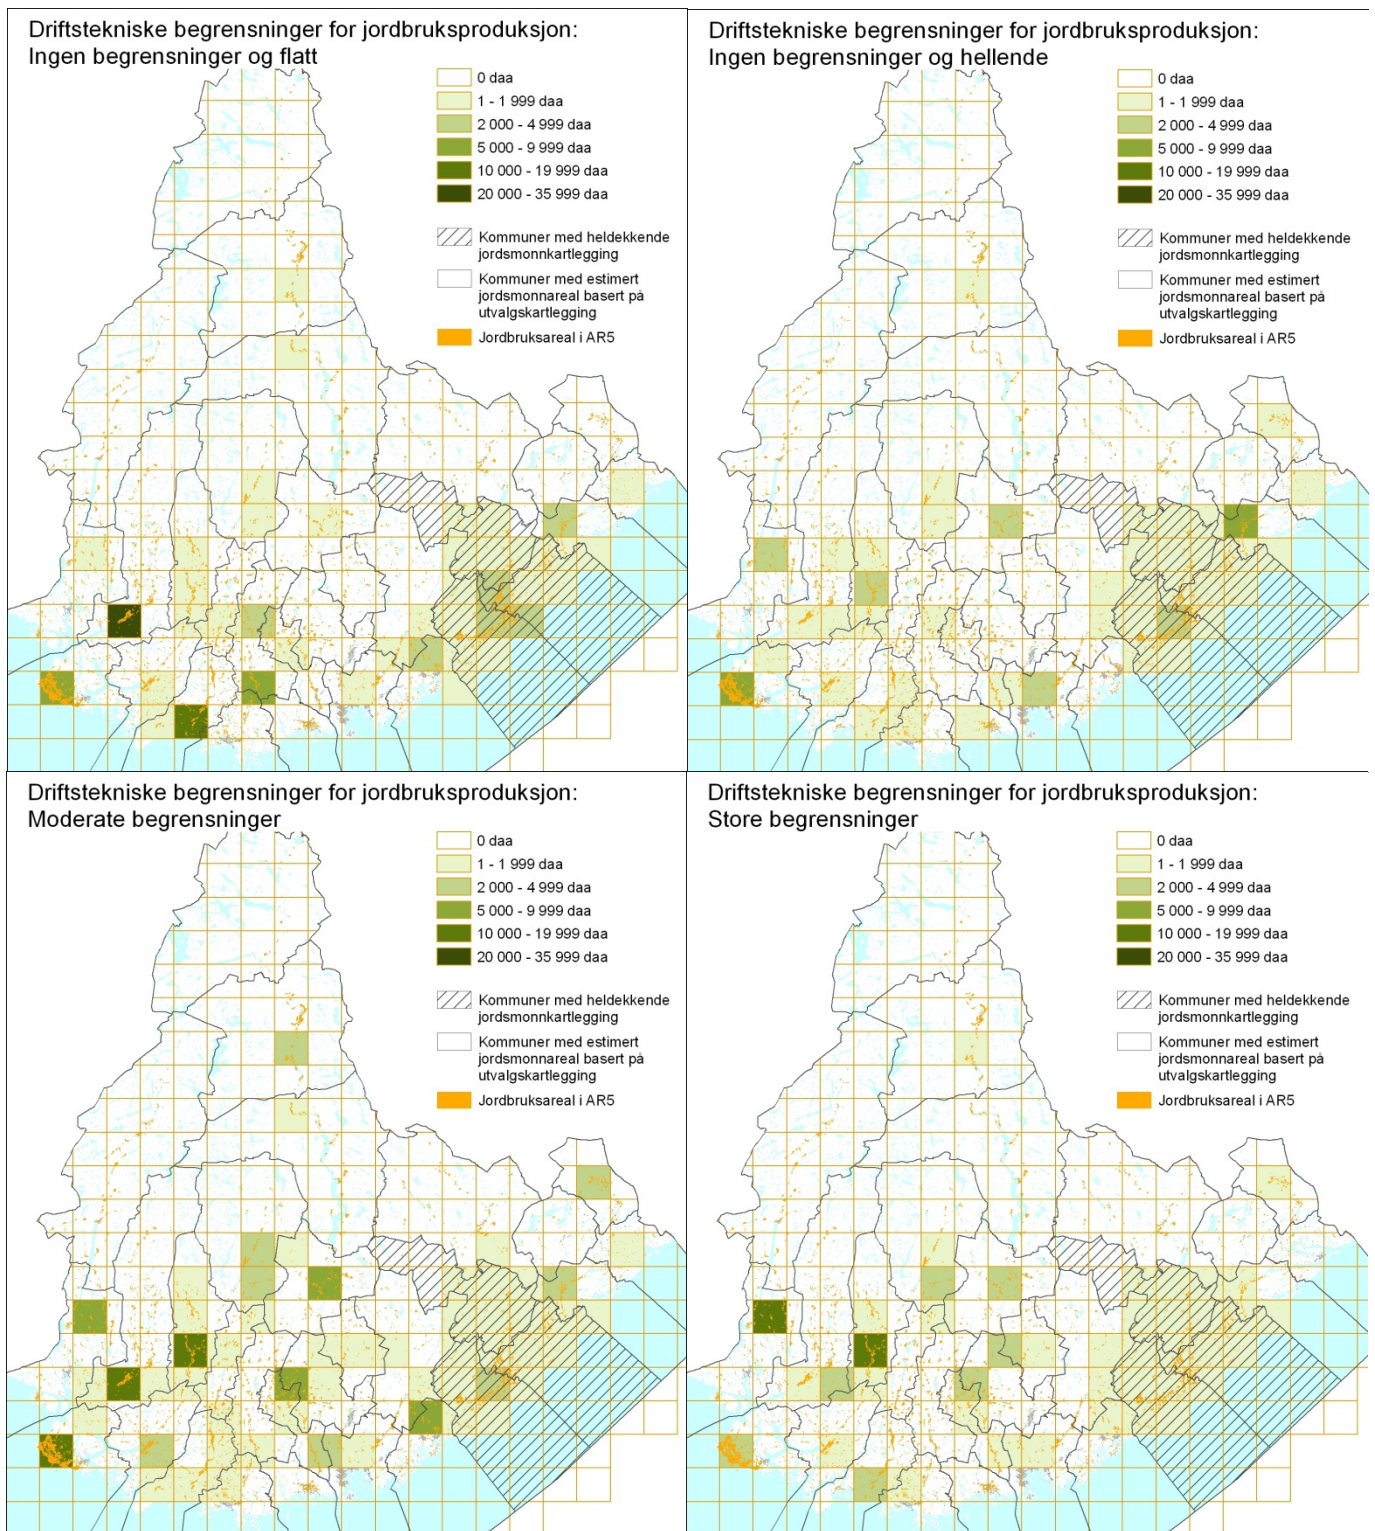 Driftstekniske begrensninger for jordbruksproduksjon:
Ingen begrensninger og flatt
0 daa
1 - 1 999 daa
2 000 - 4 999 daa
5 000 - 9 999 daa
10 000 - 19 999 daa
20 000 - 35 999 daa
Kommuner med heldekkende
jordsmonnkartlegging
Kommuner med estimert
jordsmonnareal basert på
utvalgskartlegging
Jordbruksareal i AR5
Driftstekniske begrensninger for jordbruksproduksjon:
Ingen begrensninger og hellende
0 daa
1 - 1 999 daa
2 000 - 4 999 daa
5 000 - 9 999 daa
10 000 - 19 999 daa
20 000 - 35 999 daa
Kommuner med heldekkende
jordsmonnkartlegging
Kommuner med estimert
jordsmonnareal basert på
utvalgskartlegging
Jordbruksareal i AR5
Driftstekniske begrensninger for jordbruksproduksjon:
Moderate begrensninger
0 daa
1 - 1 999 daa
2 000 - 4 999 daa
5 000 - 9 999 daa
10 000 - 19 999 daa
20 000 - 35 999 daa
Kommuner med heldekkende
jordsmonnkartlegging
Kommuner med estimert
jordsmonnareal basert på
utvalgskartlegging
Jordbruksareal i AR5
Driftstekniske begrensninger for jordbruksproduksjon:
Store begrensninger
0 daa
1 - 1 999 daa
2 000 - 4 999 daa
5 000 - 9 999 daa
10 000 - 19 999 daa
20 000 - 35 999 daa
Kommuner med heldekkende
jordsmonnkartlegging
Kommuner med estimert
jordsmonnareal basert på
utvalgskartlegging
Jordbruksareal i AR5